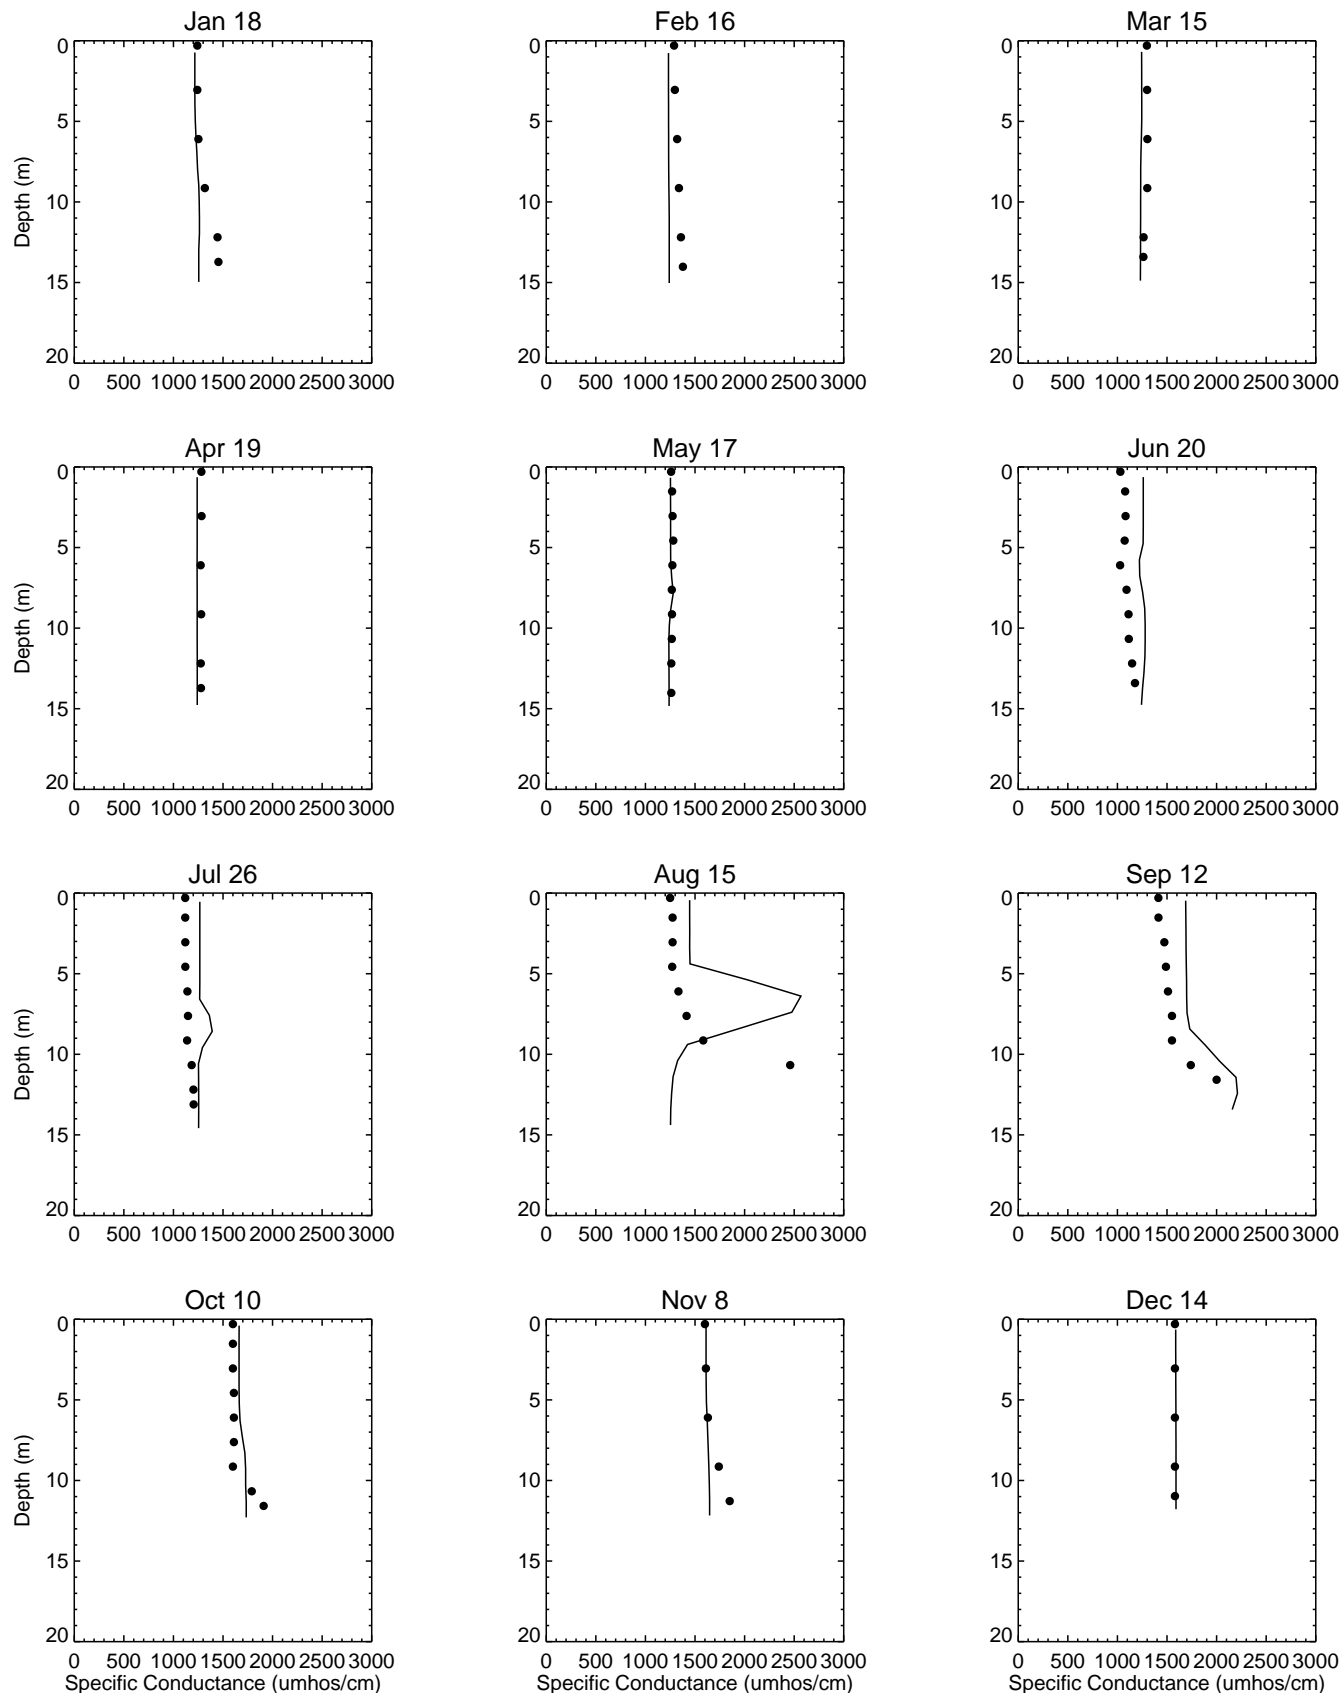 Jan 18 Feb 16 Mar 15
0 0 0
5 5 5
Depth (m)
10 10 10
15 15 15
20 20 20
0 500 1000 1500 2000 2500 3000 0 500 1000 1500 2000 2500 3000 0 500 1000 1500 2000 2500 3000
Apr 19 May 17 Jun 20
0 0 0
5 5 5
Depth (m)
10 10 10
15 15 15
20 20 20
0 500 1000 1500 2000 2500 3000 0 500 1000 1500 2000 2500 3000 0 500 1000 1500 2000 2500 3000
Jul 26 Aug 15 Sep 12
0 0 0
5 5 5
Depth (m)
10 10 10
15 15 15
20 20 20
0 500 1000 1500 2000 2500 3000 0 500 1000 1500 2000 2500 3000 0 500 1000 1500 2000 2500 3000
Oct 10 Nov 8 Dec 14
0 0 0
5 5 5
Depth (m)
10 10 10
15 15 15
20 20 20
0 500 1000 1500 2000 2500 3000 0 500 1000 1500 2000 2500 3000 0 500 1000 1500 2000 2500 3000
Specific Conductance (umhos/cm) Specific Conductance (umhos/cm) Specific Conductance (umhos/cm)